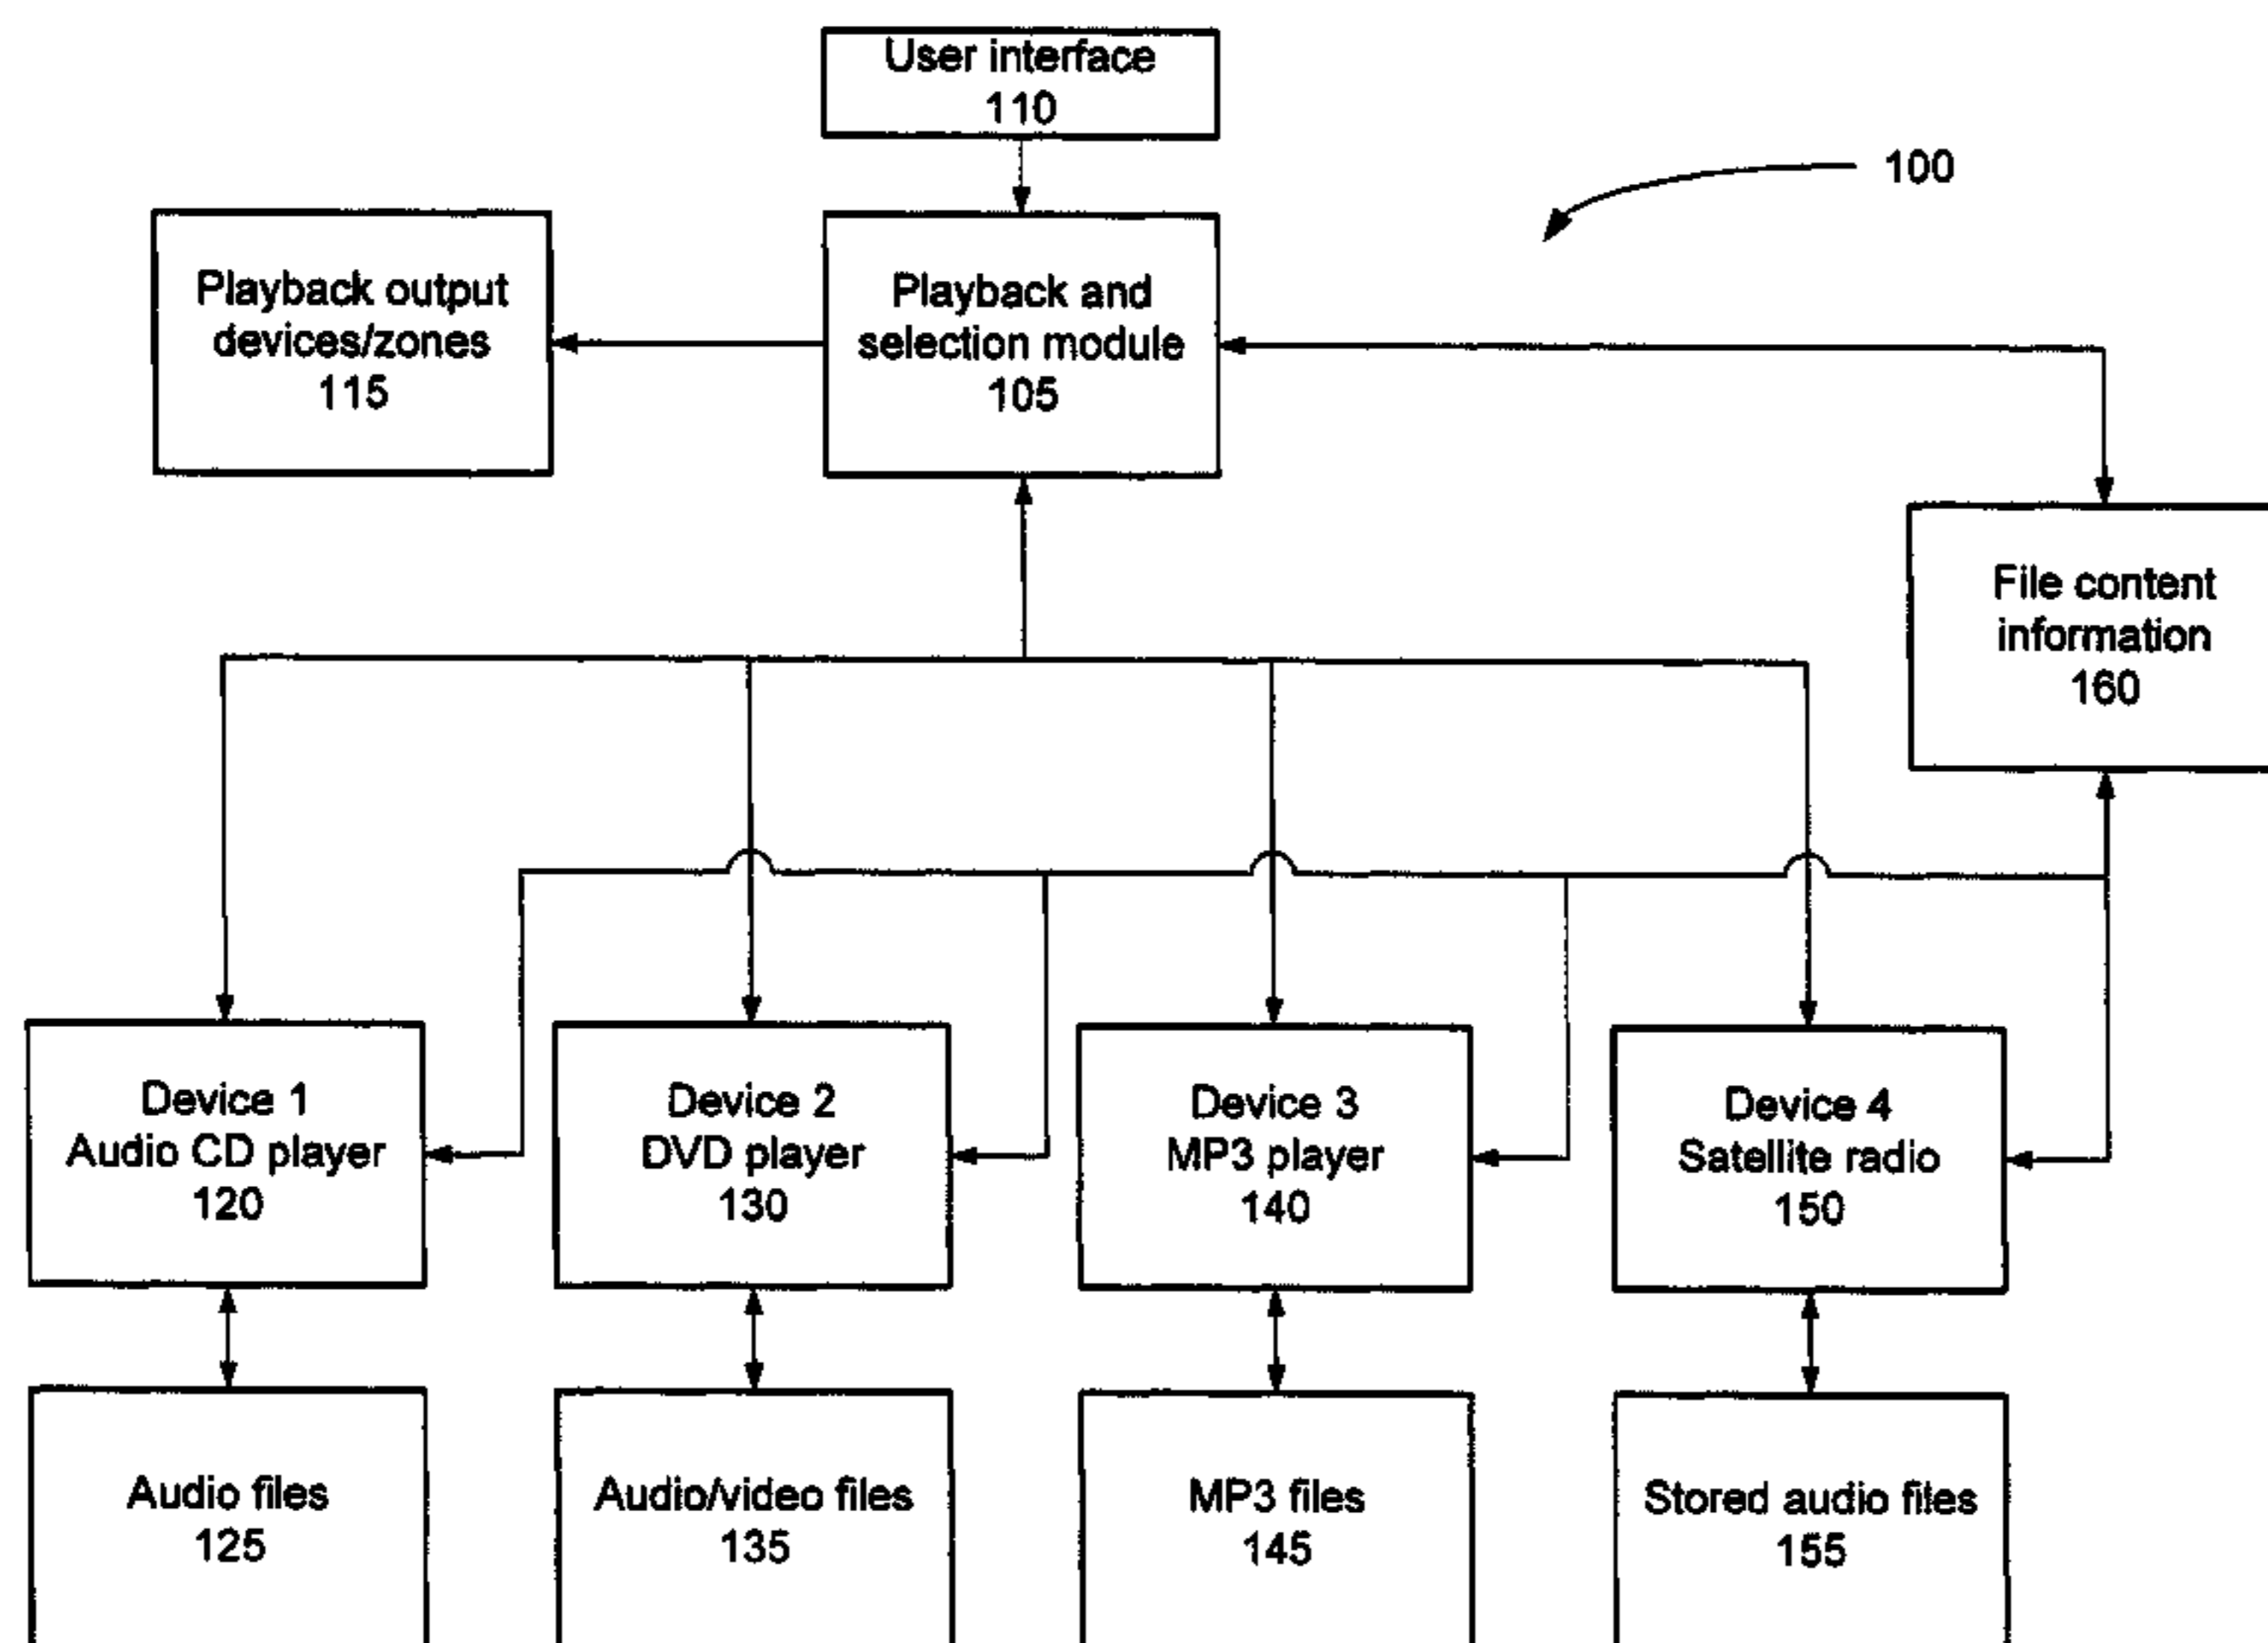 User interface
110
100
Playback output
devices/zones
115
Playback and
selection module
105
File content
information
160
Device 1
Audio CD player
120
Device 2
DVD player
130
Device 3
MP3 player
140
Device 4
Satellite radio
150
Audio files
125
Audio/video files
135
MP3 files
145
Stored audio files
155